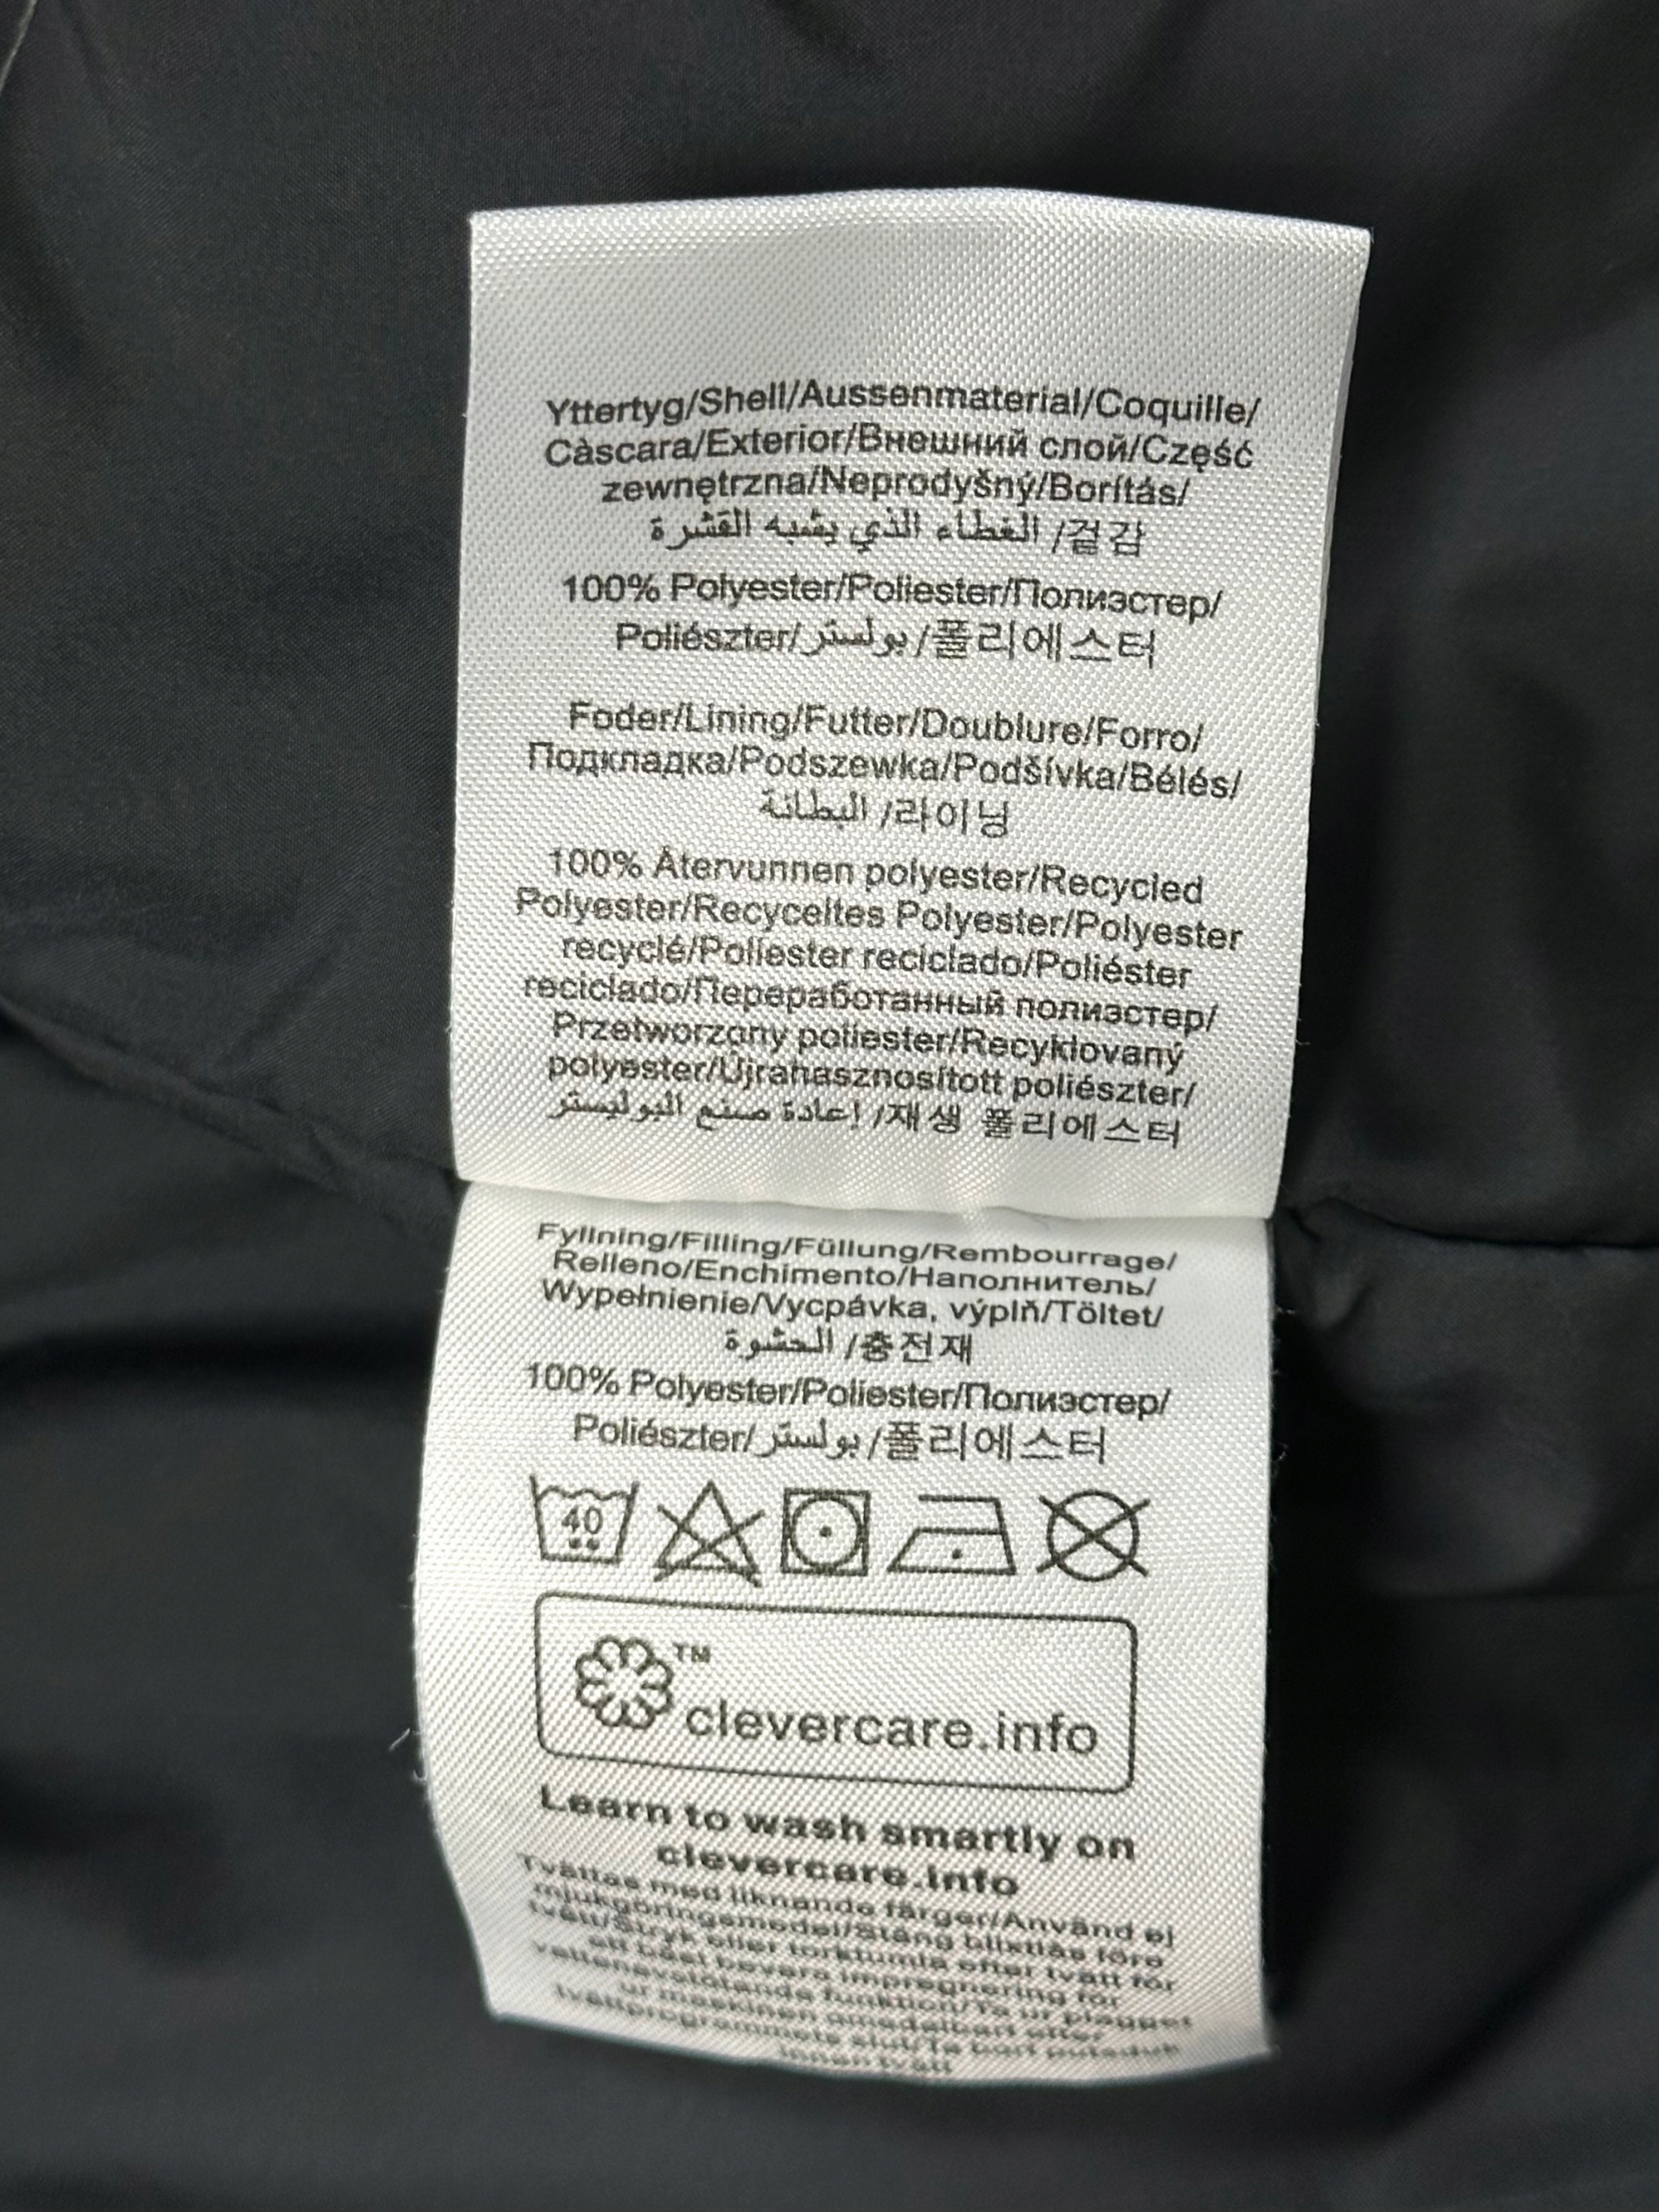 Yttertyg/Shell/Aussenmaterial/Coquille/
Càscara/Exterior/Внешний слой/Część
zewnętrzna/Neprodyšný/Borítás/
الغطاء الذي يشبه القشرة /겉감
100% Polyester/Poliester/Полиэстер/
Poliészter/بولستر/폴리에스터
Foder/Lining/Futter/Doublure/Forro/
Подкладка/Podszewka/Podšívka/Bélés/
البطانة /라이닝
100% Återvunnen polyester/Recycled
Polyester/Recyceltes Polyester/Polyester
recyclé/Poliester reciclado/Poliéster
reciclado/Переработанный полиэстер/
Przetworzony poliester/Recyklovaný
polyester/Újrahasznosított poliészter/
إعادة صنع البوليستر /재생 폴리에스터
Fyllning/Filling/Füllung/Rembourrage/
Relleno/Enchimento/Наполнитель/
Wypełnienie/Vycpávka, výplň/Töltet/
الحشوة /충전재
100% Polyester/Poliester/Полиэстер/
Poliészter/بولستر/폴리에스터
40
TM
clevercare.info
Learn to wash smartly on
clevercare.info
Tvättas med liknande färger/Använd ej
mjukgöringsmedel/Stäng blixtlås före
tvätt/Stryk eller torktumla efter tvätt för
att bäst bevara impregnering för
vattenavstötande funktion/Ta ur plagget
ur maskinen omedelbart efter
tvättprogrammets slut/Ta bort
innan tvätt